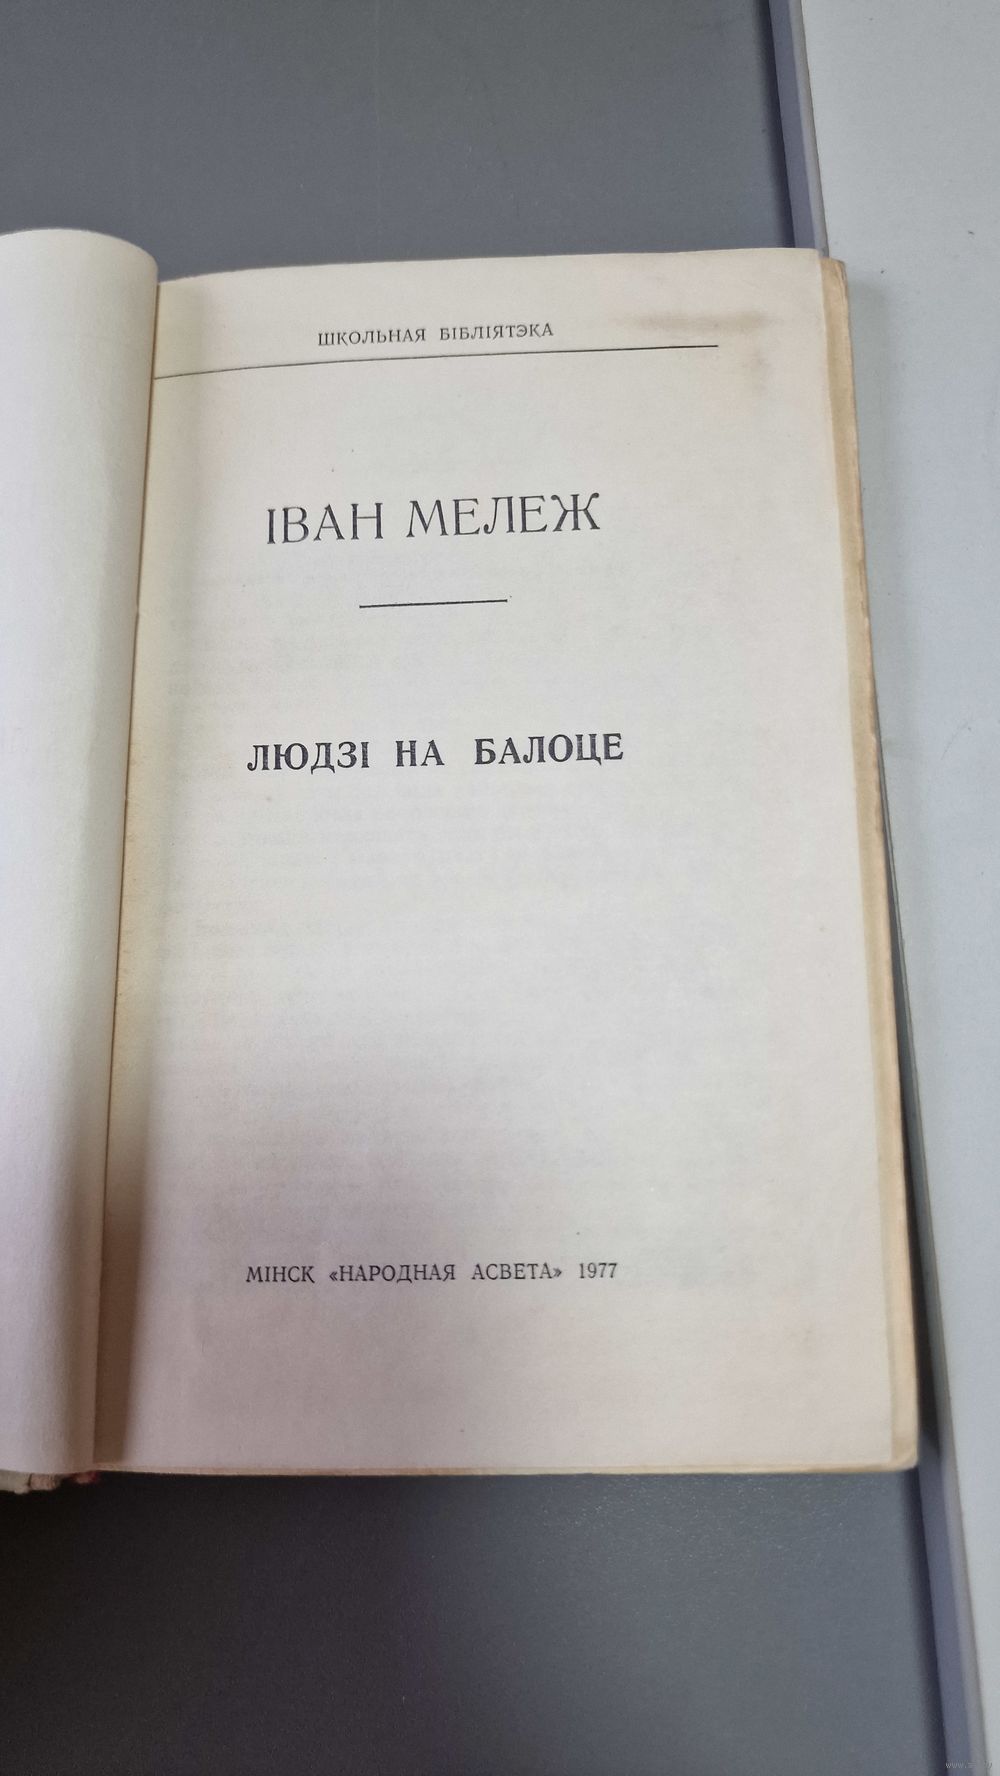 ШКОЛЬНАЯ БІБЛІЯТЭКА
ІВАН МЕЛЕЖ
ЛЮДЗІ НА БАЛОЦЕ
МІНСК «НАРОДНАЯ АСВЕТА» 1977